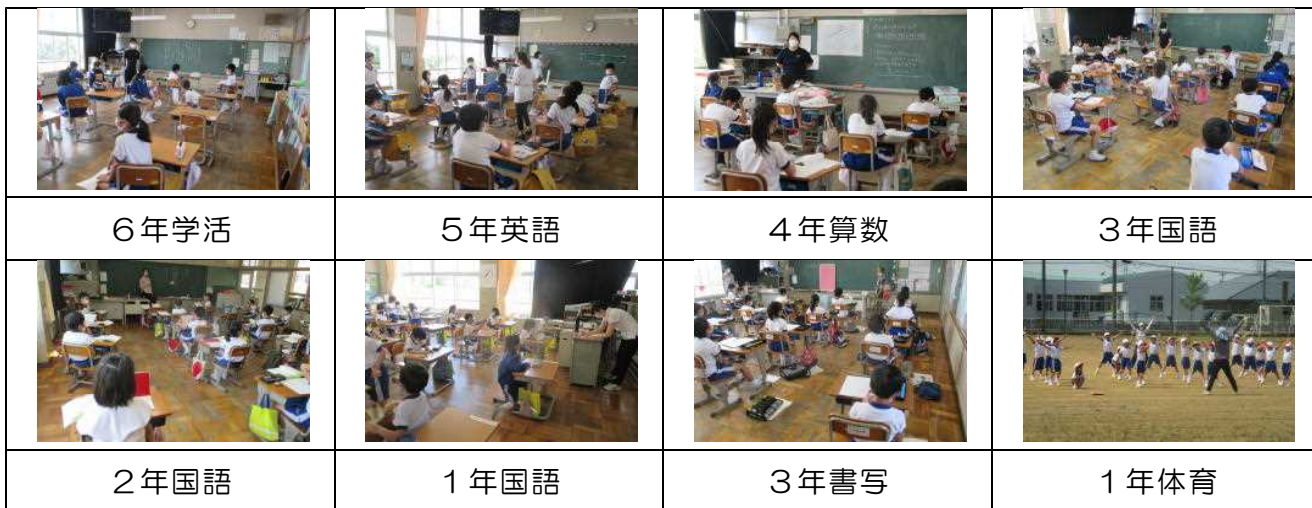 ６年学活
５年英語
４年算数
３年国語
２年国語
１年国語
３年書写
１年体育